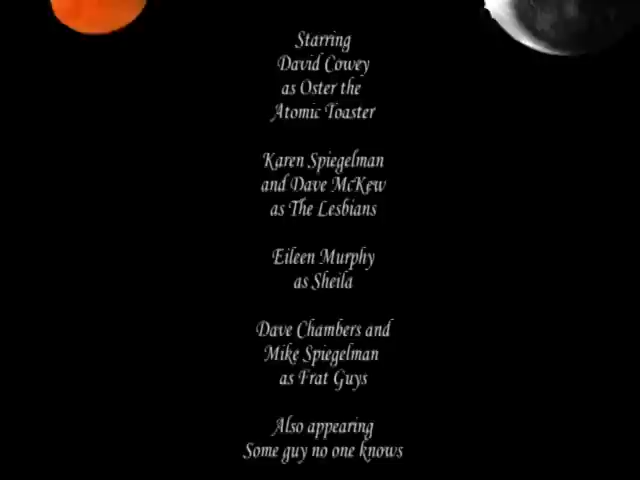 Starring
David Cowey
as Oster the
Atomic Toaster
Karen Spiegelman
and Dave McKew
as The Lesbians
Eileen Murphy
as Sheila
Dave Chambers and
Mike Spiegelman
as Frat Guys
Also appearing
Some guy no one knows